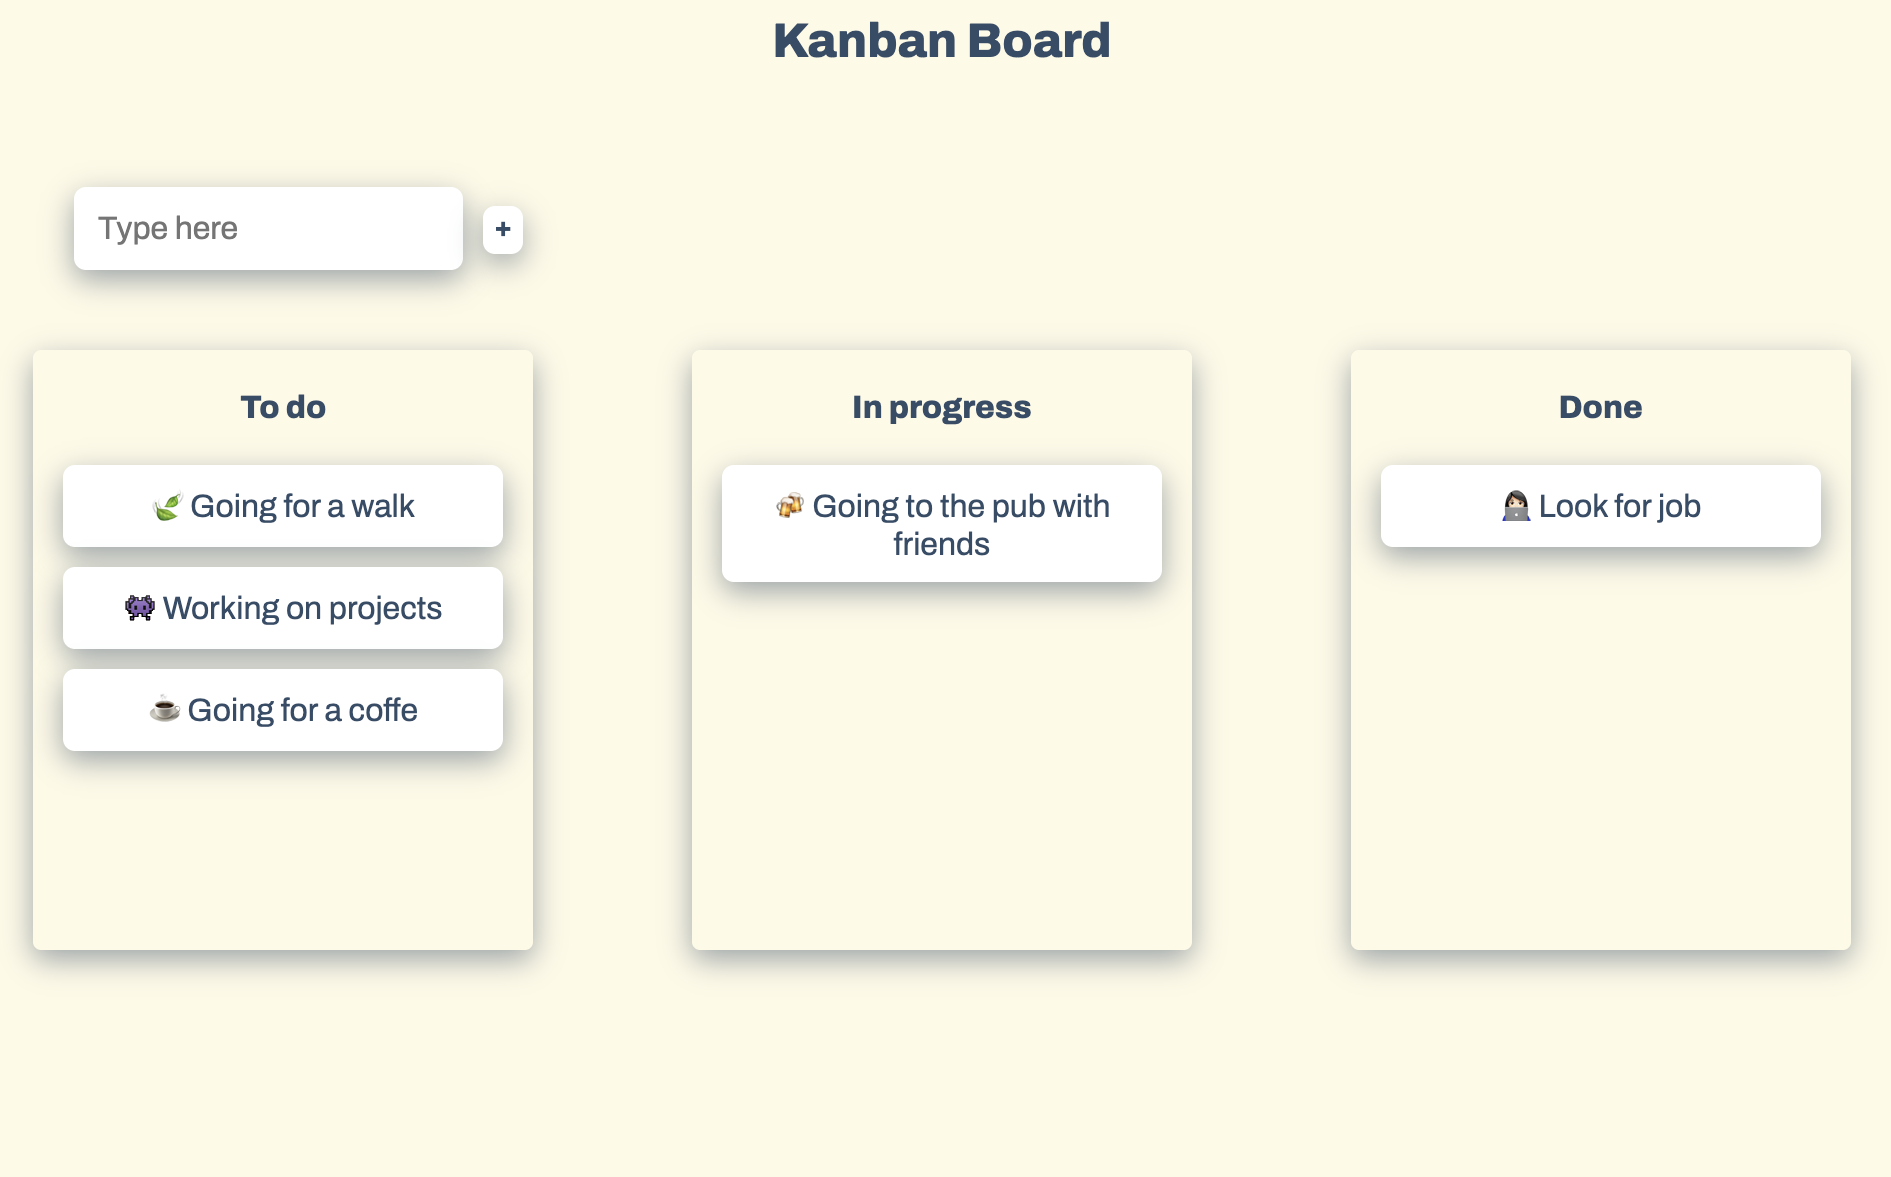 Kanban Board
Type here
+
To do
🍃 Going for a walk
👾 Working on projects
☕ Going for a coffe
In progress
🍻 Going to the pub with
friends
Done
👩🏻‍💻 Look for job